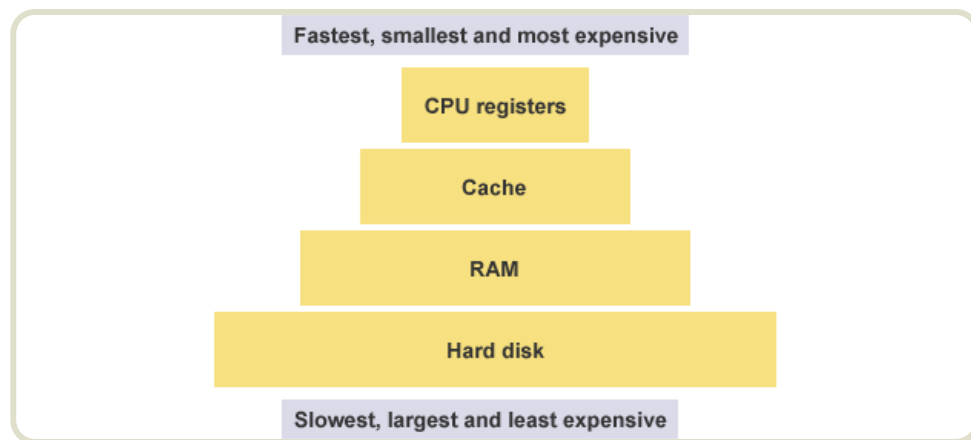 Fastest, smallest and most expensive
CPU registers
Cache
RAM
Hard disk
Slowest, largest and least expensive